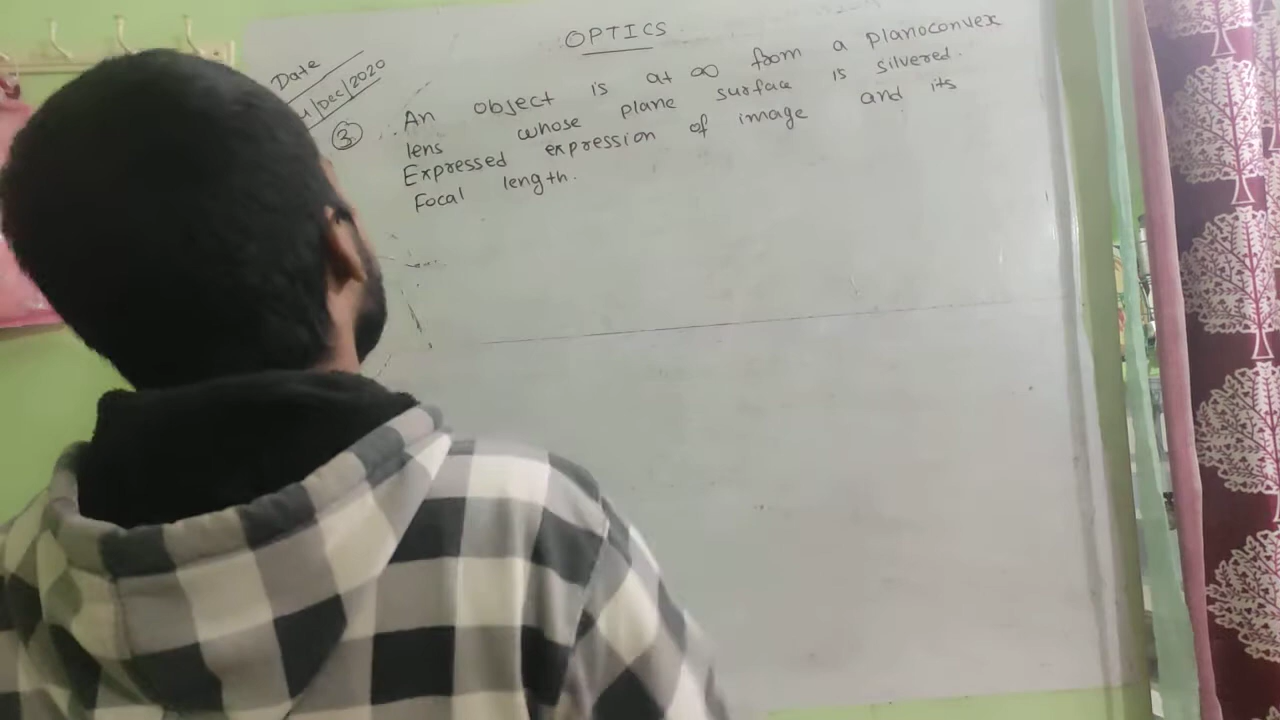 OPTICS
Date
/Dec/2020
3 An object is at ∞ from a planoconvex
lens whose plane surface is silvered.
Expressed expression of image and its
Focal length.